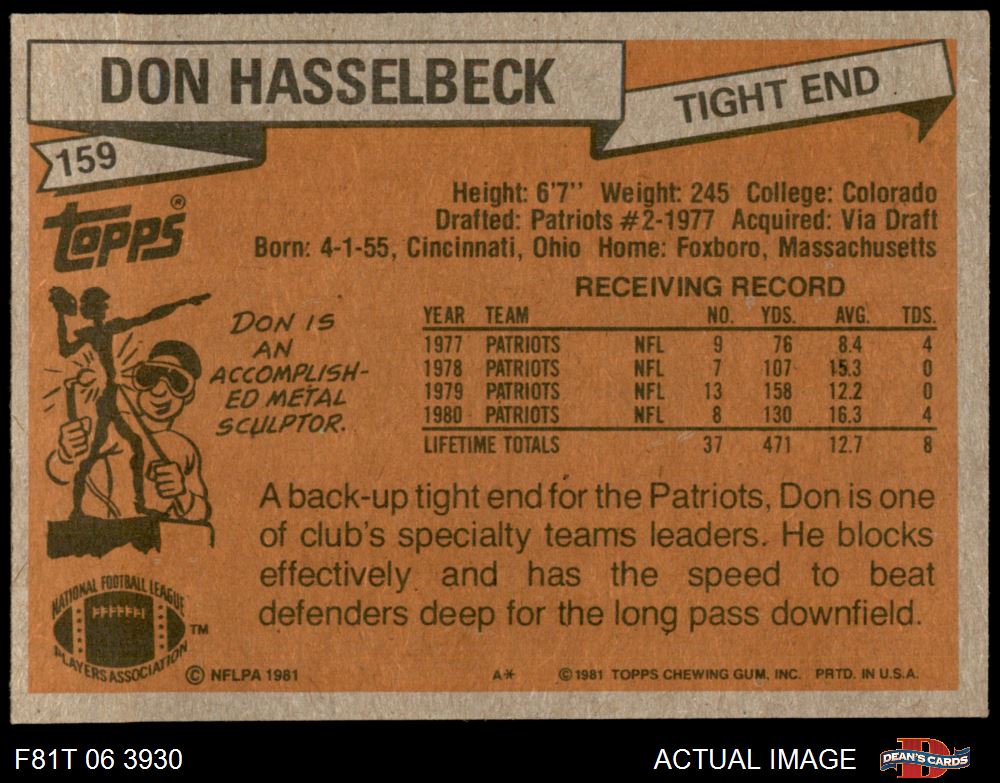 DON HASSELBECK
TIGHT END
159
Topps®
Height: 6'7" Weight: 245 College: Colorado
Drafted: Patriots #2-1977 Acquired: Via Draft
Born: 4-1-55, Cincinnati, Ohio Home: Foxboro, Massachusetts
DON IS
AN
ACCOMPLISH-
ED METAL
SCULPTOR.
RECEIVING RECORD
YEAR TEAM NO. YDS. AVG. TDS.
1977 PATRIOTS NFL 9 76 8.4 4
1978 PATRIOTS NFL 7 107 15.3 0
1979 PATRIOTS NFL 13 158 12.2 0
1980 PATRIOTS NFL 8 130 16.3 4
LIFETIME TOTALS 37 471 12.7 8
A back-up tight end for the Patriots, Don is one
of club's specialty teams leaders. He blocks
effectively and has the speed to beat
defenders deep for the long pass downfield.
NATIONAL FOOTBALL LEAGUE
PLAYERS ASSOCIATION
TM
© NFLPA 1981
A*
© 1981 TOPPS CHEWING GUM, INC. PRTD. IN U.S.A.
F81T 06 3930
ACTUAL IMAGE
D
DEAN'S CARDS